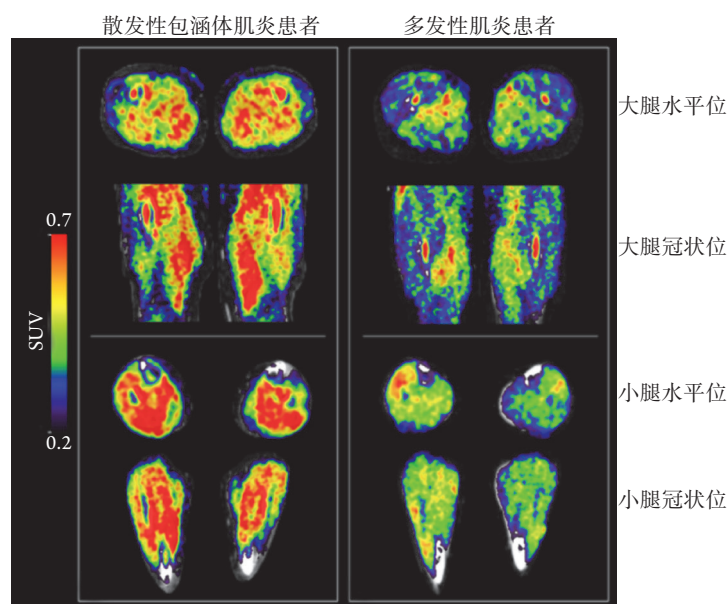 散发性包涵体肌炎患者
多发性肌炎患者
大腿水平位
0.7
大腿冠状位
SUV
小腿水平位
0.2
小腿冠状位